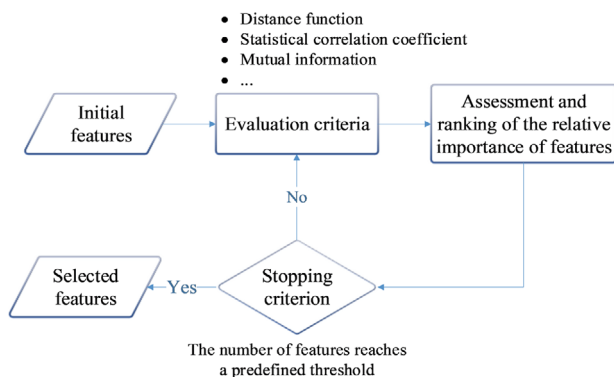 ● Distance function
● Statistical correlation coefficient
● Mutual information
● ...
Initial
features
Evaluation criteria
Assessment and
ranking of the relative
importance of features
No
Selected
features
Yes
Stopping
criterion
The number of features reaches
a predefined threshold